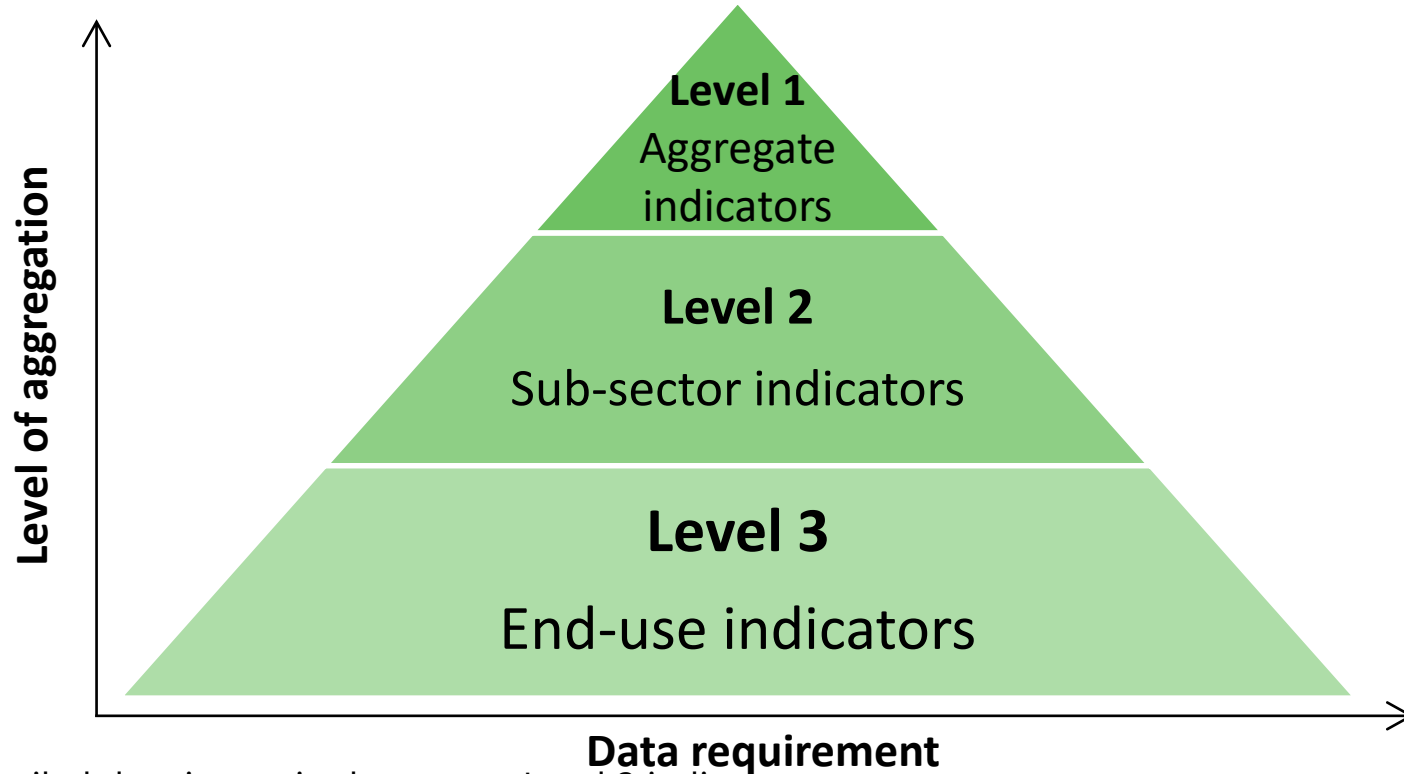 Level 1
Aggregate
indicators
Level 2
Sub-sector indicators
Level 3
End-use indicators
Level of aggregation
Data requirement